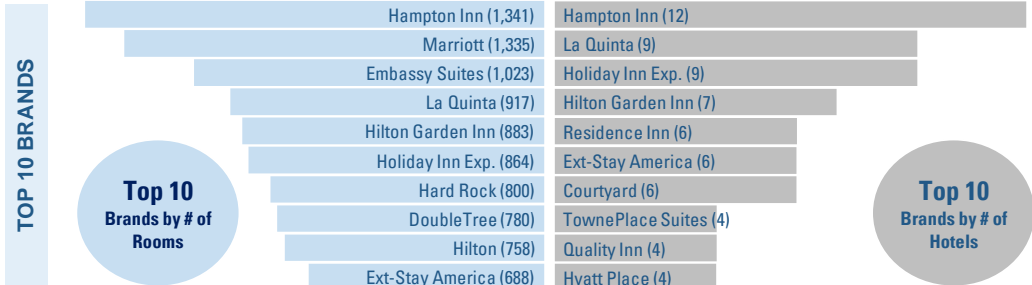 TOP 10 BRANDS
Hampton Inn (1,341)
Marriott (1,335)
Embassy Suites (1,023)
La Quinta (917)
Hilton Garden Inn (883)
Holiday Inn Exp. (864)
Hard Rock (800)
DoubleTree (780)
Hilton (758)
Ext-Stay America (688)
Top 10
Brands by # of
Rooms
Hampton Inn (12)
La Quinta (9)
Holiday Inn Exp. (9)
Hilton Garden Inn (7)
Residence Inn (6)
Ext-Stay America (6)
Courtyard (6)
TownePlace Suites (4)
Quality Inn (4)
Hyatt Place (4)
Top 10
Brands by # of
Hotels